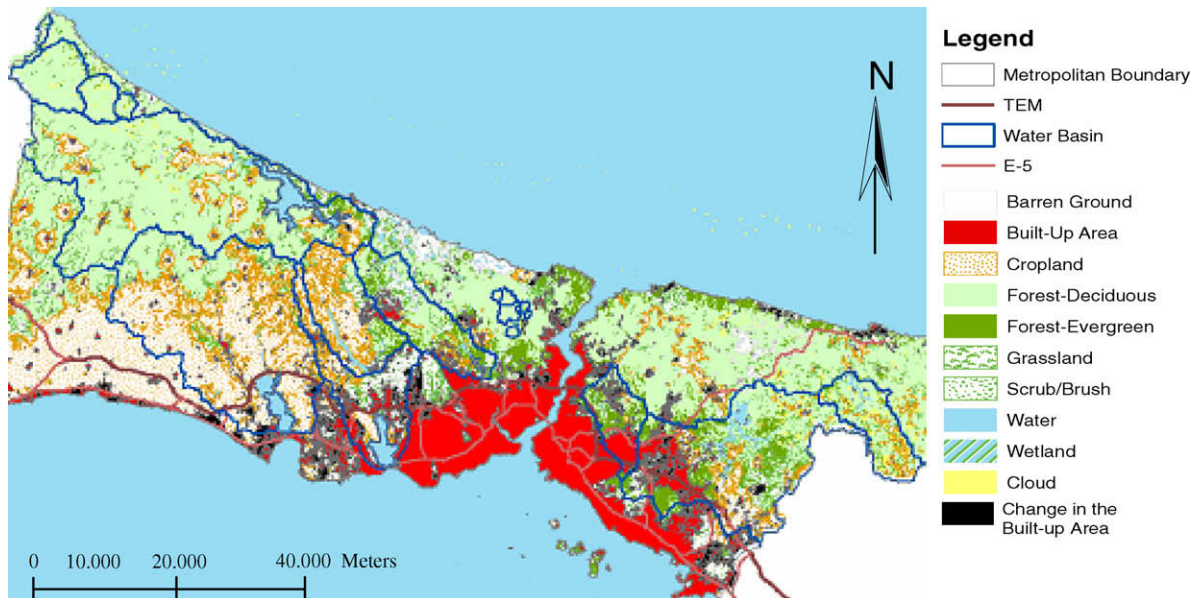 Legend
Metropolitan Boundary
TEM
Water Basin
E-5
Barren Ground
Built-Up Area
Cropland
Forest-Deciduous
Forest-Evergreen
Grassland
Scrub/Brush
Water
Wetland
Cloud
Change in the
Built-up Area
N
0 10.000 20.000 40.000 Meters